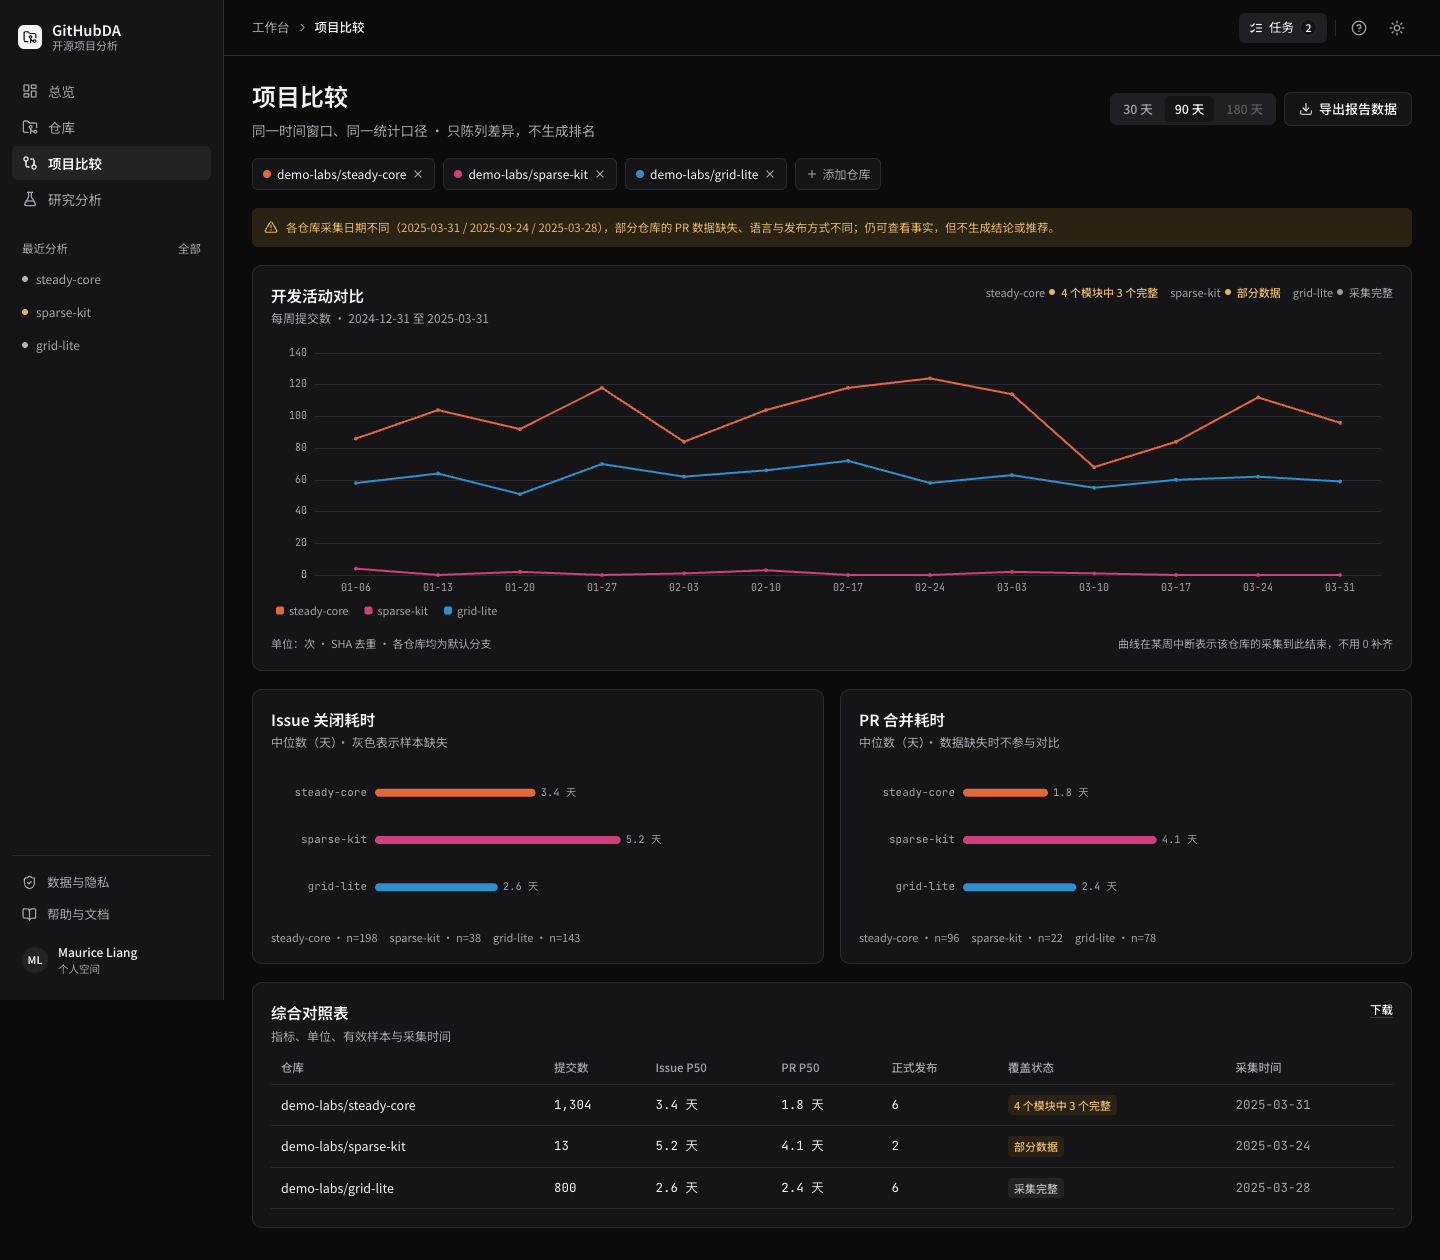 GitHubDA
开源项目分析
总览
仓库
项目比较
研究分析
最近分析 全部
steady-core
sparse-kit
grid-lite
数据与隐私
帮助与文档
ML Maurice Liang
个人空间
工作台 > 项目比较
任务 2
项目比较
同一时间窗口、同一统计口径 · 只陈列差异，不生成排名
30 天 90 天 180 天
导出报告数据
demo-labs/steady-core ×
demo-labs/sparse-kit ×
demo-labs/grid-lite ×
+ 添加仓库
各仓库采集日期不同（2025-03-31 / 2025-03-24 / 2025-03-28），部分仓库的 PR 数据缺失、语言与发布方式不同；仍可查看事实，但不生成结论或推荐。
开发活动对比
每周提交数 · 2024-12-31 至 2025-03-31
steady-core 4 个模块中 3 个完整 sparse-kit 部分数据 grid-lite 采集完整
140
120
100
80
60
40
20
0
01-06 01-13 01-20 01-27 02-03 02-10 02-17 02-24 03-03 03-10 03-17 03-24 03-31
steady-core sparse-kit grid-lite
单位：次 · SHA 去重 · 各仓库均为默认分支
曲线在某周中断表示该仓库的采集到此结束，不用 0 补齐
Issue 关闭耗时
中位数（天）· 灰色表示样本缺失
steady-core 3.4 天
sparse-kit 5.2 天
grid-lite 2.6 天
steady-core · n=198 sparse-kit · n=38 grid-lite · n=143
PR 合并耗时
中位数（天）· 数据缺失时不参与对比
steady-core 1.8 天
sparse-kit 4.1 天
grid-lite 2.4 天
steady-core · n=96 sparse-kit · n=22 grid-lite · n=78
综合对照表
下载
指标、单位、有效样本与采集时间
仓库 提交数 Issue P50 PR P50 正式发布 覆盖状态 采集时间
demo-labs/steady-core 1,304 3.4 天 1.8 天 6 4 个模块中 3 个完整 2025-03-31
demo-labs/sparse-kit 13 5.2 天 4.1 天 2 部分数据 2025-03-24
demo-labs/grid-lite 800 2.6 天 2.4 天 6 采集完整 2025-03-28